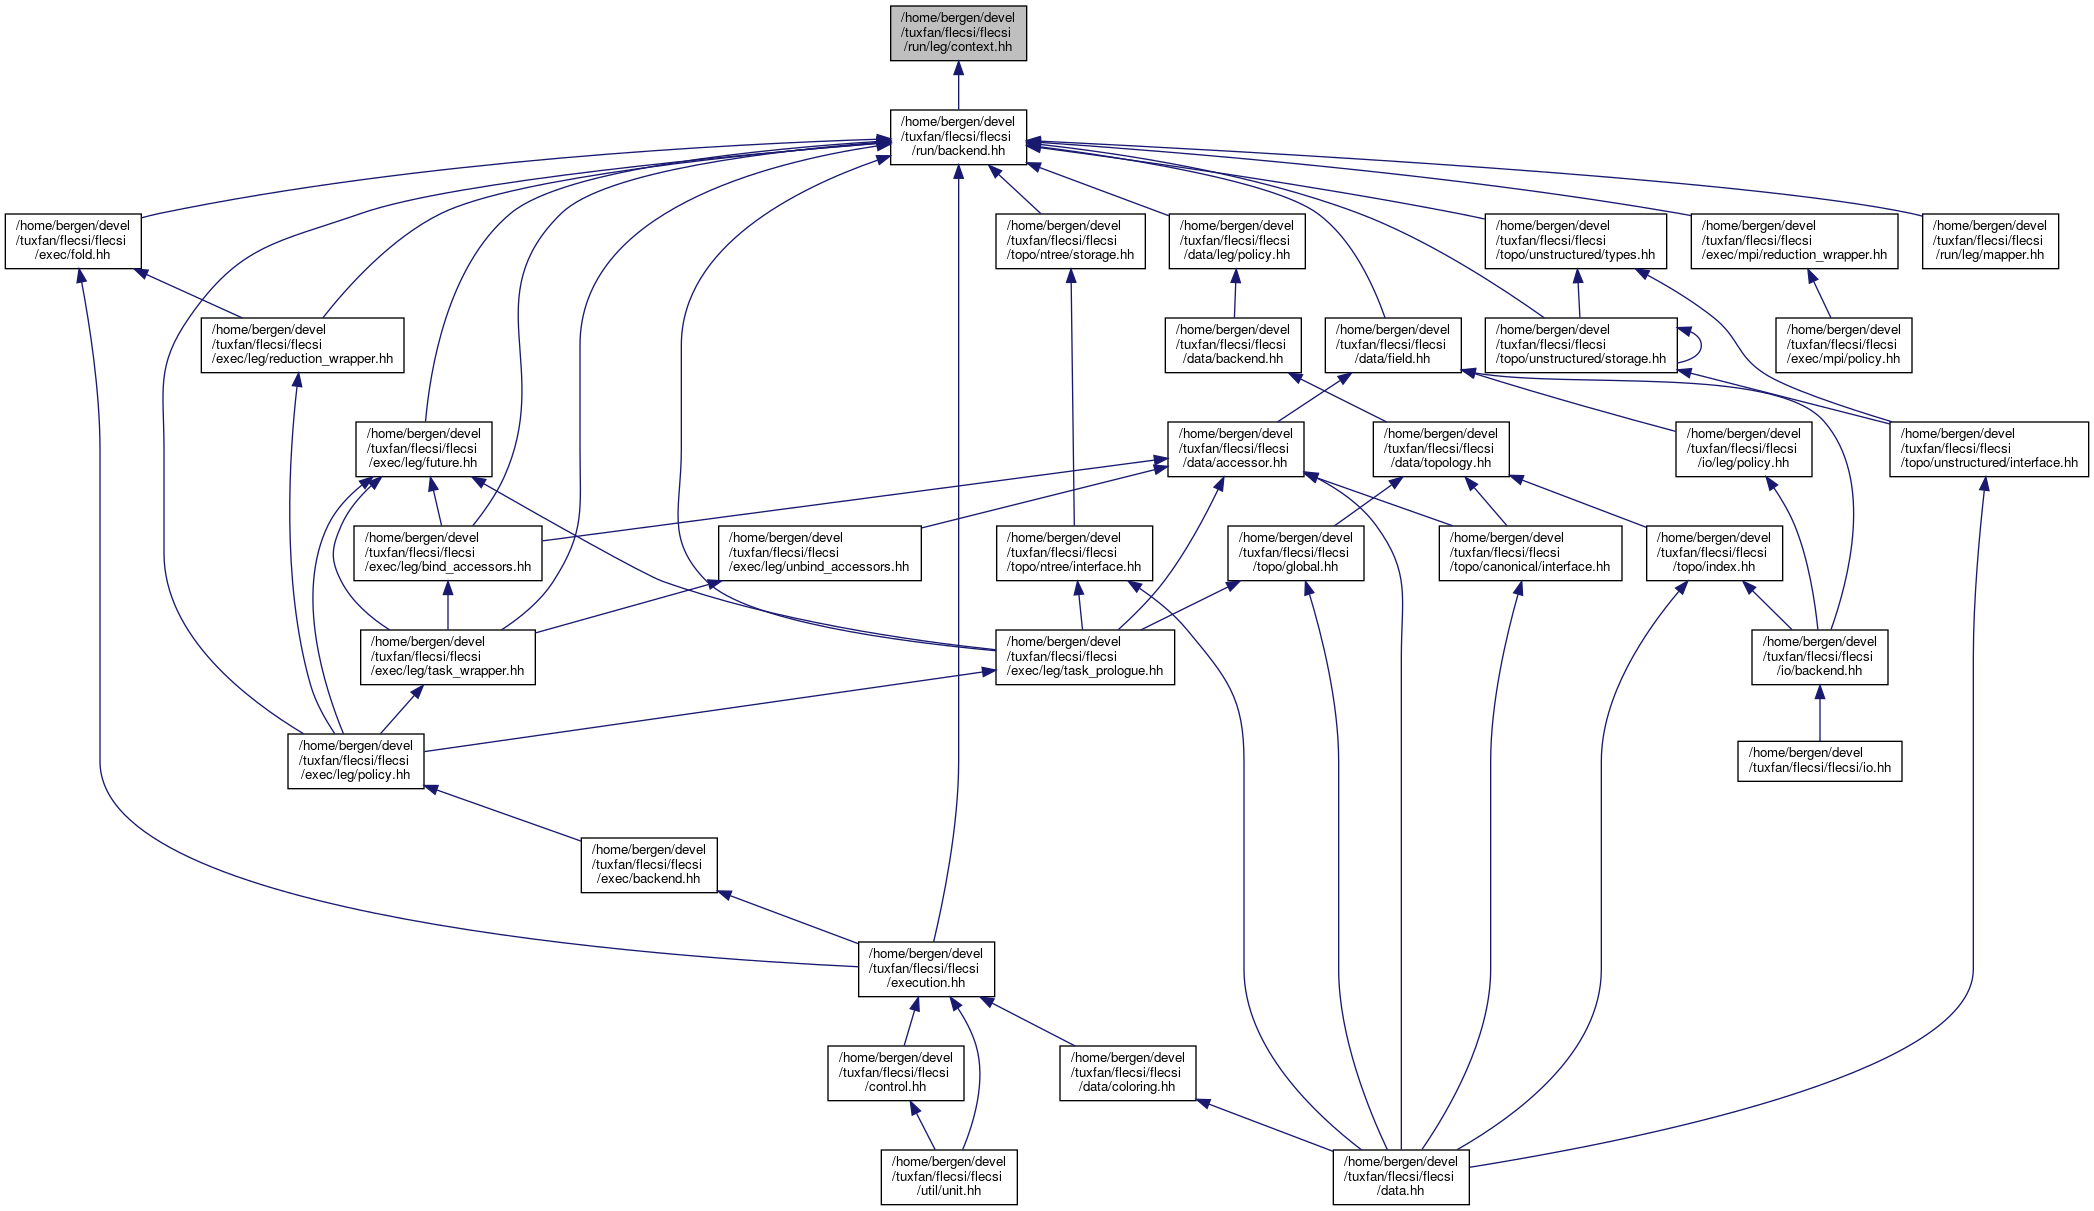 /home/bergen/devel
/tuxfan/flecsi/flecsi
/run/leg/context.hh
/home/bergen/devel
/tuxfan/flecsi/flecsi
/run/backend.hh
/home/bergen/devel
/tuxfan/flecsi/flecsi
/exec/fold.hh
/home/bergen/devel
/tuxfan/flecsi/flecsi
/topo/ntree/storage.hh
/home/bergen/devel
/tuxfan/flecsi/flecsi
/data/leg/policy.hh
/home/bergen/devel
/tuxfan/flecsi/flecsi
/topo/unstructured/types.hh
/home/bergen/devel
/tuxfan/flecsi/flecsi
/exec/mpi/reduction_wrapper.hh
/home/bergen/devel
/tuxfan/flecsi/flecsi
/run/leg/mapper.hh
/home/bergen/devel
/tuxfan/flecsi/flecsi
/exec/leg/reduction_wrapper.hh
/home/bergen/devel
/tuxfan/flecsi/flecsi
/data/backend.hh
/home/bergen/devel
/tuxfan/flecsi/flecsi
/data/field.hh
/home/bergen/devel
/tuxfan/flecsi/flecsi
/topo/unstructured/storage.hh
/home/bergen/devel
/tuxfan/flecsi/flecsi
/exec/mpi/policy.hh
/home/bergen/devel
/tuxfan/flecsi/flecsi
/exec/leg/future.hh
/home/bergen/devel
/tuxfan/flecsi/flecsi
/data/accessor.hh
/home/bergen/devel
/tuxfan/flecsi/flecsi
/data/topology.hh
/home/bergen/devel
/tuxfan/flecsi/flecsi
/io/leg/policy.hh
/home/bergen/devel
/tuxfan/flecsi/flecsi
/topo/unstructured/interface.hh
/home/bergen/devel
/tuxfan/flecsi/flecsi
/exec/leg/bind_accessors.hh
/home/bergen/devel
/tuxfan/flecsi/flecsi
/exec/leg/unbind_accessors.hh
/home/bergen/devel
/tuxfan/flecsi/flecsi
/topo/ntree/interface.hh
/home/bergen/devel
/tuxfan/flecsi/flecsi
/topo/global.hh
/home/bergen/devel
/tuxfan/flecsi/flecsi
/topo/canonical/interface.hh
/home/bergen/devel
/tuxfan/flecsi/flecsi
/topo/index.hh
/home/bergen/devel
/tuxfan/flecsi/flecsi
/exec/leg/task_wrapper.hh
/home/bergen/devel
/tuxfan/flecsi/flecsi
/exec/leg/task_prologue.hh
/home/bergen/devel
/tuxfan/flecsi/flecsi
/io/backend.hh
/home/bergen/devel
/tuxfan/flecsi/flecsi
/exec/leg/policy.hh
/home/bergen/devel
/tuxfan/flecsi/flecsi/io.hh
/home/bergen/devel
/tuxfan/flecsi/flecsi
/exec/backend.hh
/home/bergen/devel
/tuxfan/flecsi/flecsi
/execution.hh
/home/bergen/devel
/tuxfan/flecsi/flecsi
/control.hh
/home/bergen/devel
/tuxfan/flecsi/flecsi
/data/coloring.hh
/home/bergen/devel
/tuxfan/flecsi/flecsi
/util/unit.hh
/home/bergen/devel
/tuxfan/flecsi/flecsi
/data.hh